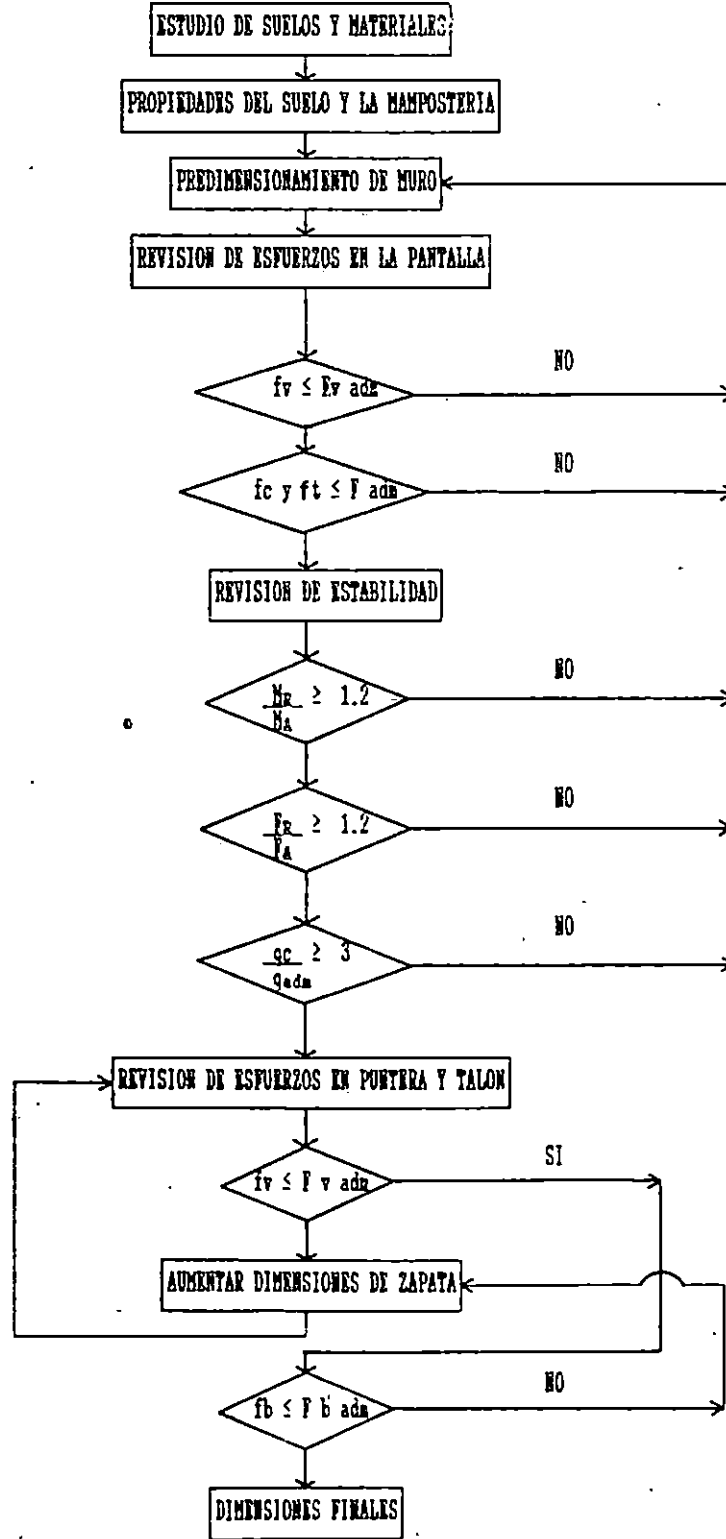 ESTUDIO DE SUELOS Y MATERIALES
PROPIEDADES DEL SUELO Y LA MAMPOSTERIA
PREDIMENSIONAMIENTO DE MURO
REVISION DE ESFUERZOS EN LA PANTALLA
NO
fv ≤ Fv adm
NO
fc y ft ≤ F adm
REVISION DE ESTABILIDAD
NO
MR ≥ 1.2
MA
NO
FR ≥ 1.2
FA
NO
qc ≥ 3
qadm
REVISION DE ESFUERZOS EN PUNTERA Y TALON
SI
fv ≤ F v adm
AUMENTAR DIMENSIONES DE ZAPATA
NO
fb ≤ F b adm
DIMENSIONES FINALES